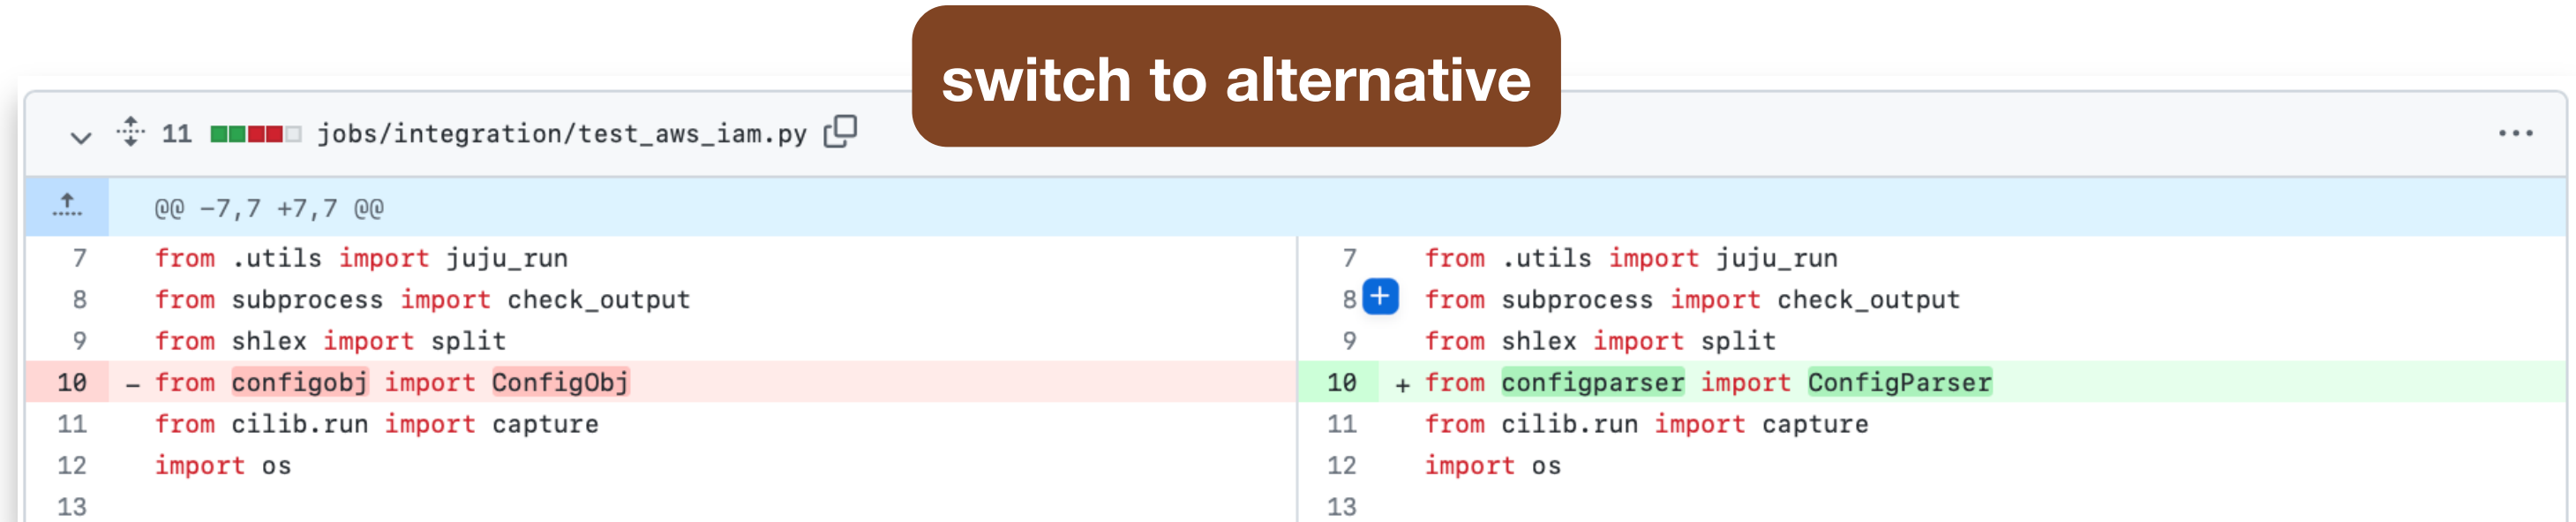 switch to alternative
11 jobs/integration/test_aws_iam.py
@@ -7,7 +7,7 @@
7 from .utils import juju_run
8 from subprocess import check_output
9 from shlex import split
10 - from configobj import ConfigObj
11 from cilib.run import capture
12 import os
13
7 from .utils import juju_run
8 from subprocess import check_output
9 from shlex import split
10 + from configparser import ConfigParser
11 from cilib.run import capture
12 import os
13